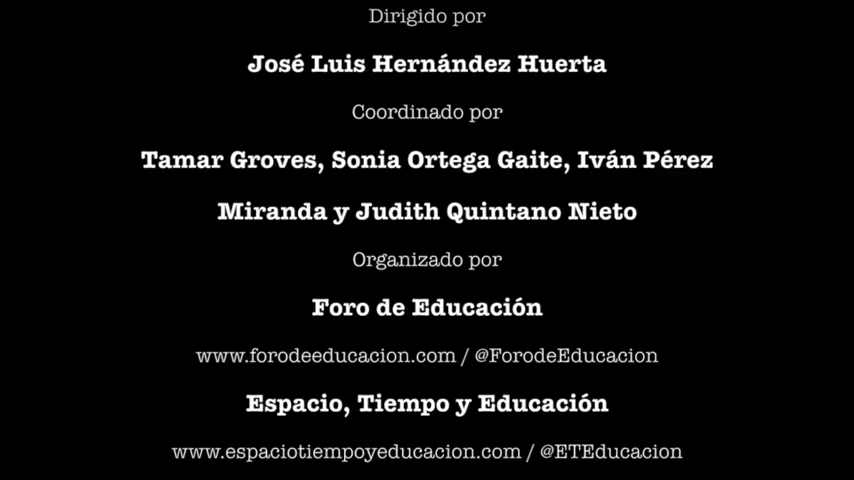 Dirigido por
José Luis Hernández Huerta
Coordinado por
Tamar Groves, Sonia Ortega Gaite, Iván Pérez
Miranda y Judith Quintano Nieto
Organizado por
Foro de Educación
www.forodeeducacion.com / @ForodeEducacion
Espacio, Tiempo y Educación
www.espaciotiempoyeducacion.com / @ETEducacion